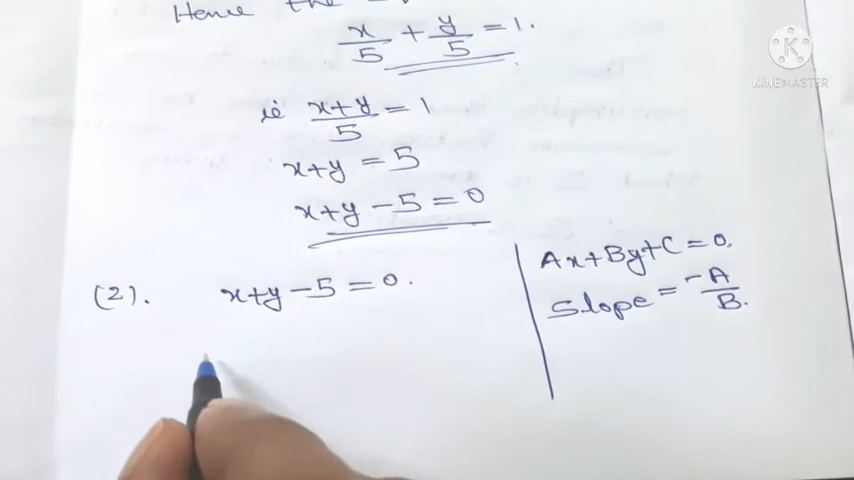 Hence the
x/5 + y/5 = 1.
ie x+y/5 = 1
x+y = 5
x+y-5=0
(2). x+y-5=0.
Ax+By+C=0.
Slope = -A/B.
K
KINEMASTER